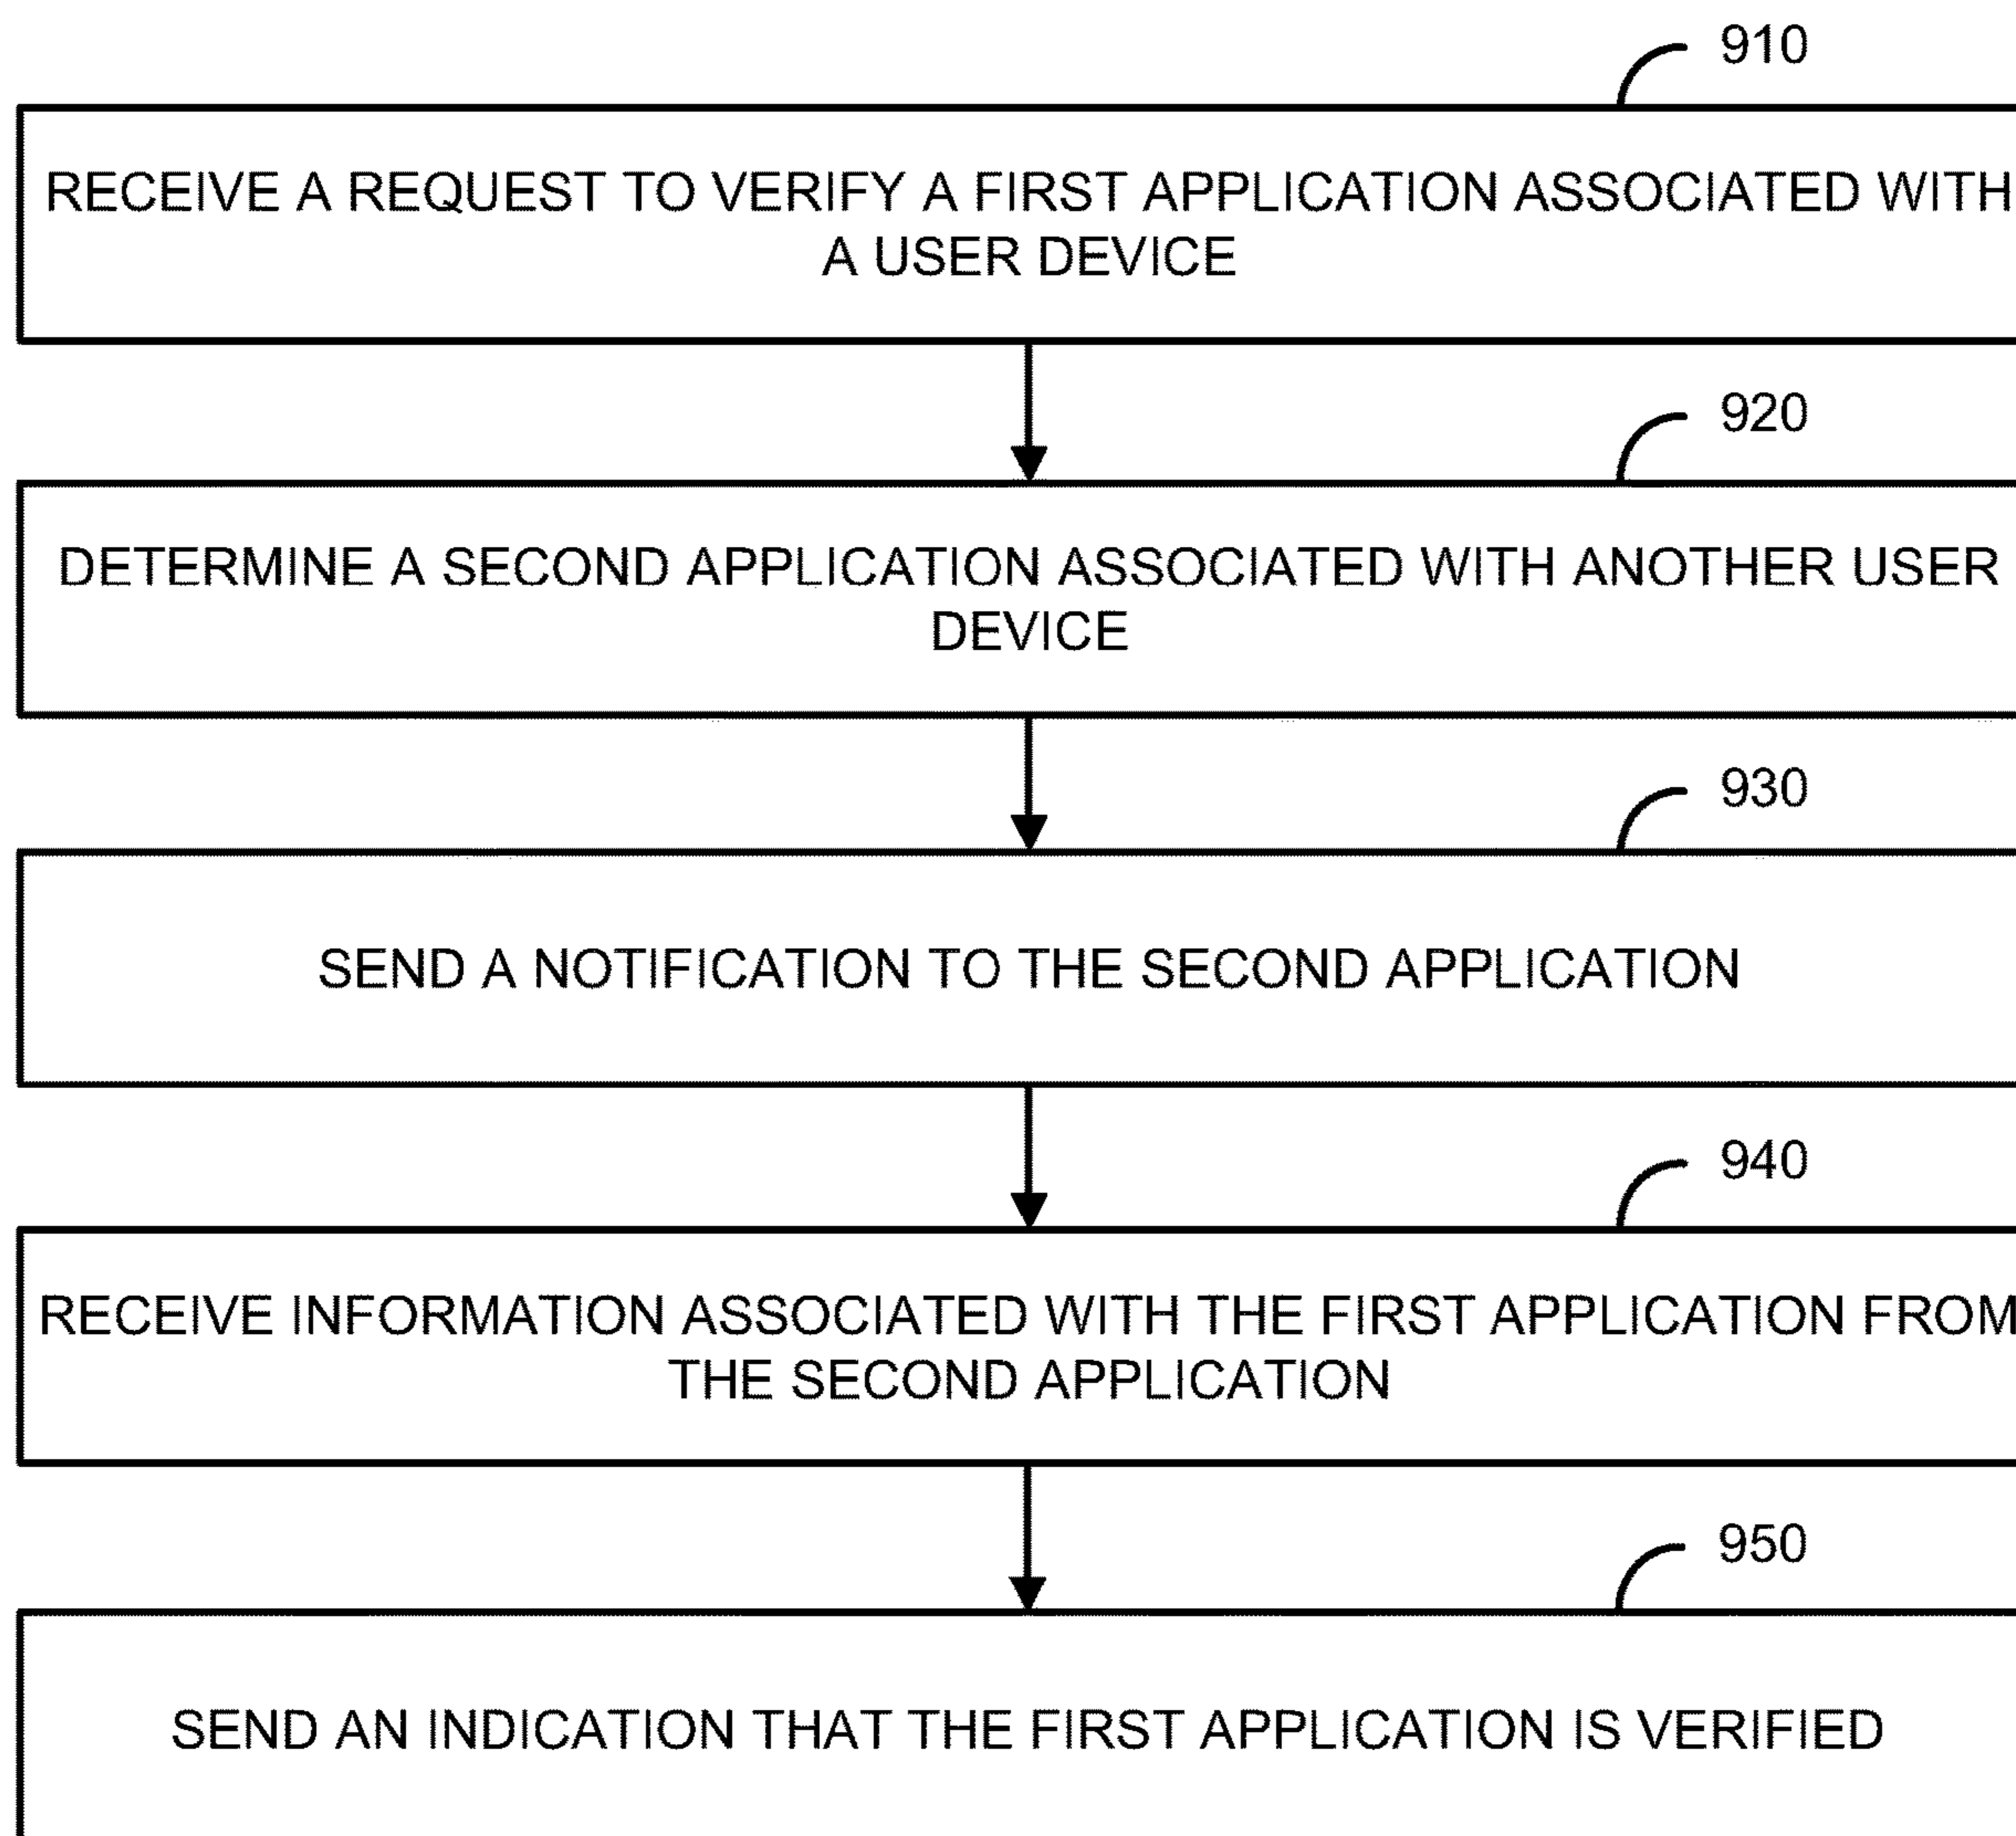 910
RECEIVE A REQUEST TO VERIFY A FIRST APPLICATION ASSOCIATED WITH
A USER DEVICE
920
DETERMINE A SECOND APPLICATION ASSOCIATED WITH ANOTHER USER
DEVICE
930
SEND A NOTIFICATION TO THE SECOND APPLICATION
940
RECEIVE INFORMATION ASSOCIATED WITH THE FIRST APPLICATION FROM
THE SECOND APPLICATION
950
SEND AN INDICATION THAT THE FIRST APPLICATION IS VERIFIED